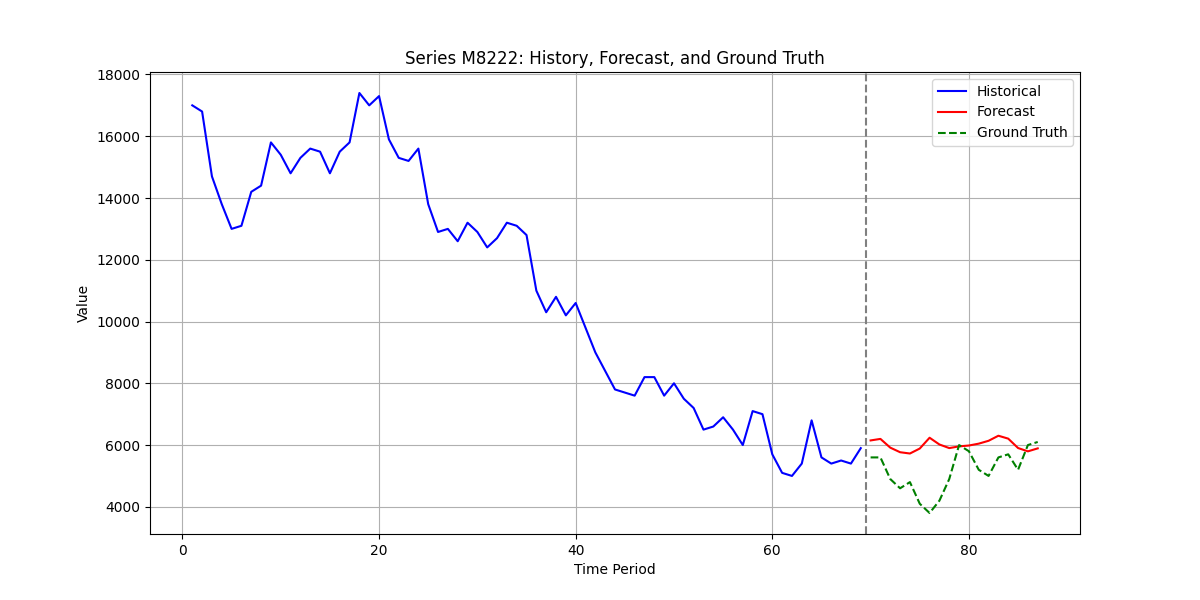 Series M8222: History, Forecast, and Ground Truth
18000
16000
14000
12000
10000
8000
6000
4000
Value
0
20
40
60
80
Time Period
Historical
Forecast
Ground Truth